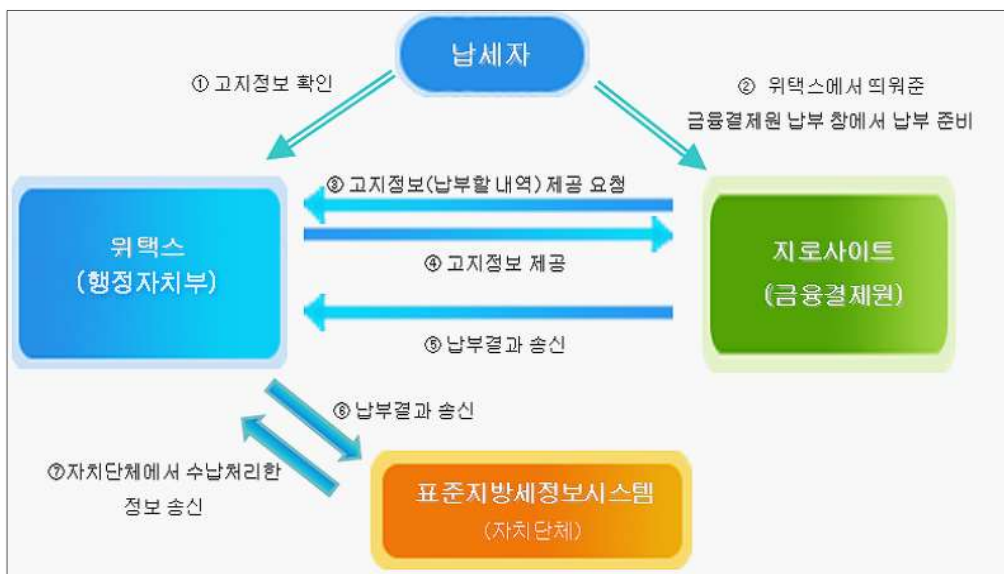 납세자
① 고지정보 확인
② 위택스에서 띄워준
금융결제원 납부 창에서 납부 준비
③ 고지정보(납부할 내역) 제공 요청
위택스
(행정자치부)
④ 고지정보 제공
지로사이트
(금융결제원)
⑤ 납부결과 송신
⑥ 납부결과 송신
⑦자치단체에서 수납처리한
정보 송신
표준지방세정보시스템
(자치단체)